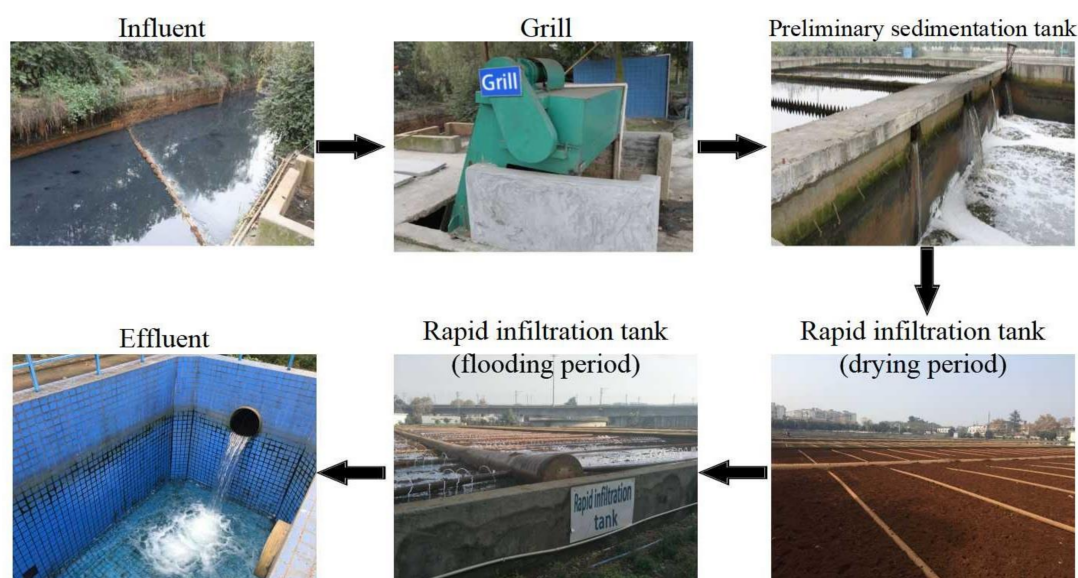 Influent
Grill
Preliminary sedimentation tank
Grill
Effluent
Rapid infiltration tank
(flooding period)
Rapid infiltration tank
(drying period)
Rapid infiltration
tank